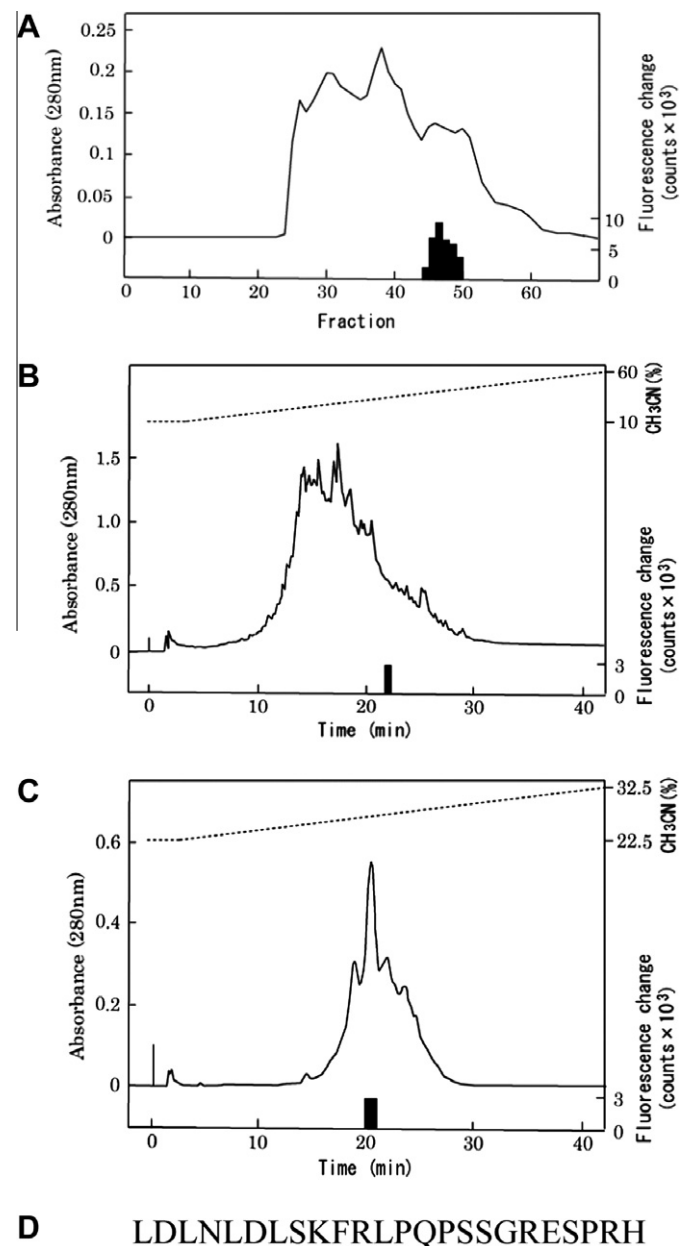 A
Absorbance (280nm)
0.25
0.2
0.15
0.1
0.05
0
10
5
0
Fluorescence change
(counts×10³)
0 10 20 30 40 50 60
Fraction
B
Absorbance (280nm)
1.5
1.0
0.5
0
60
10
CH₃CN(%)
3
0
Fluorescence change
(counts×10³)
0 10 20 30 40
Time (min)
C
Absorbance (280nm)
0.6
0.4
0.2
0
32.5
22.5
CH₃CN(%)
3
0
Fluorescence change
(counts×10³)
0 10 20 30 40
Time (min)
D LDLNLDLSKFRLPQPSSGRESPRH